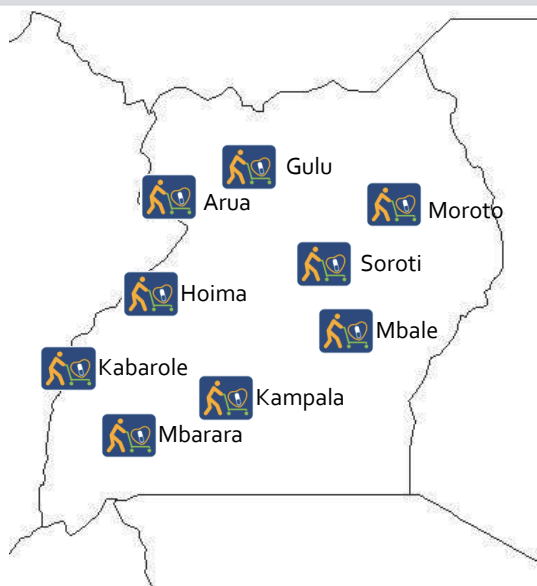 Gulu
Arua
Moroto
Soroti
Hoima
Mbale
Kabarole
Kampala
Mbarara